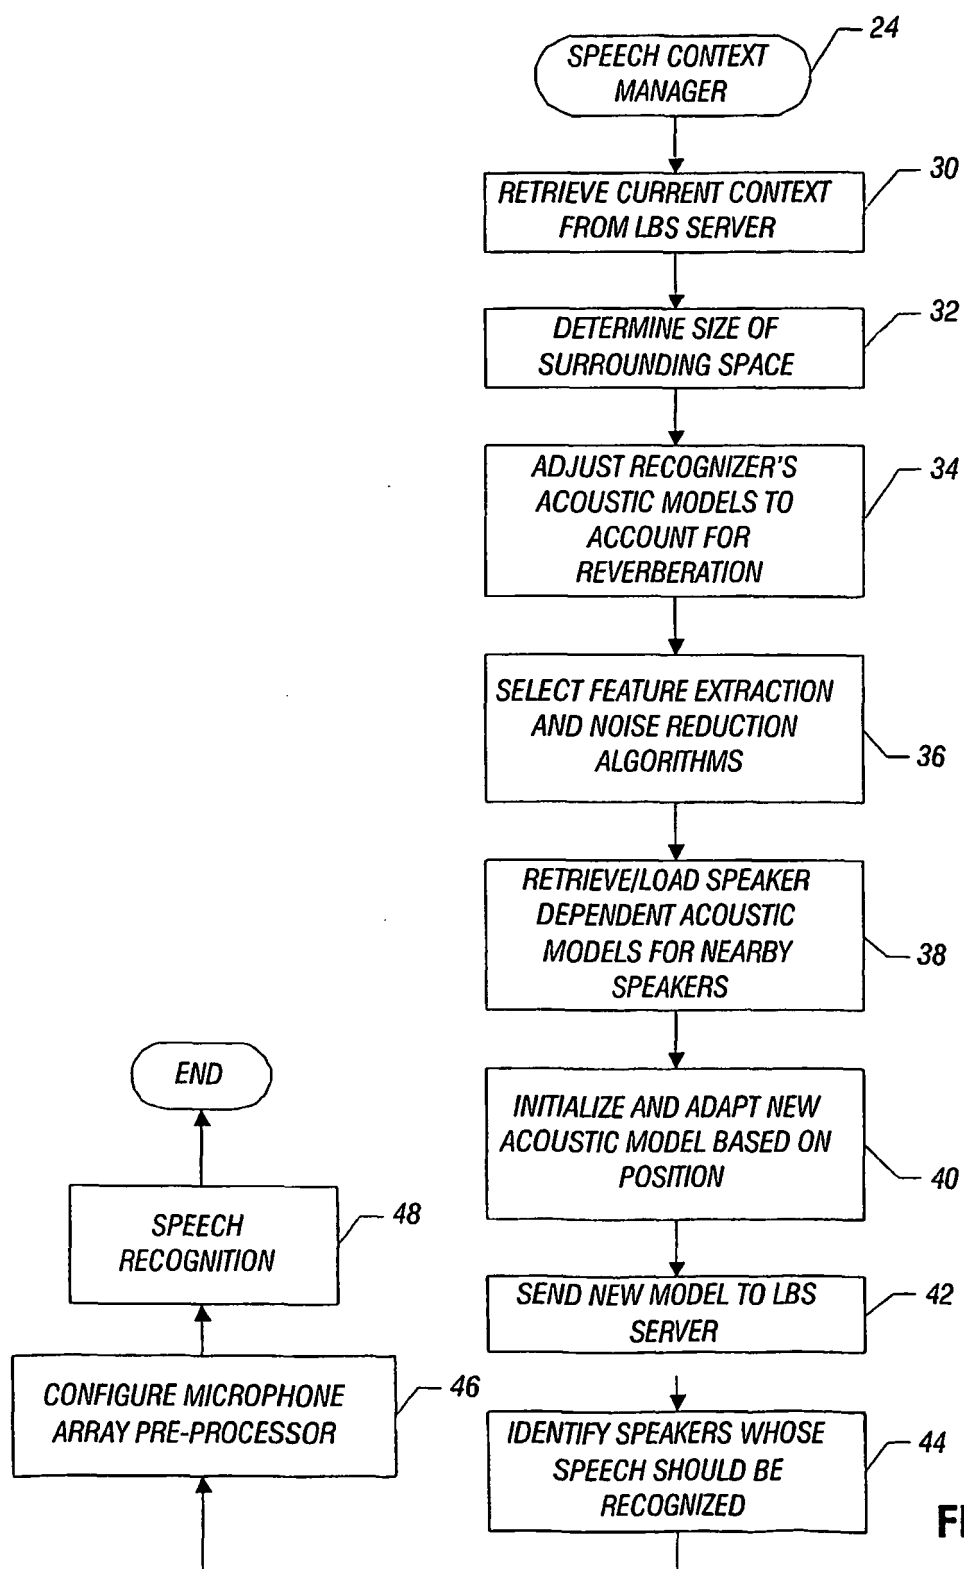 SPEECH CONTEXT
MANAGER
24
RETRIEVE CURRENT CONTEXT
FROM LBS SERVER
30
DETERMINE SIZE OF
SURROUNDING SPACE
32
ADJUST RECOGNIZER'S
ACOUSTIC MODELS TO
ACCOUNT FOR
REVERBERATION
34
SELECT FEATURE EXTRACTION
AND NOISE REDUCTION
ALGORITHMS
36
RETRIEVE/LOAD SPEAKER
DEPENDENT ACOUSTIC
MODELS FOR NEARBY
SPEAKERS
38
INITIALIZE AND ADAPT NEW
ACOUSTIC MODEL BASED ON
POSITION
40
SEND NEW MODEL TO LBS
SERVER
42
IDENTIFY SPEAKERS WHOSE
SPEECH SHOULD BE
RECOGNIZED
44
CONFIGURE MICROPHONE
ARRAY PRE-PROCESSOR
46
SPEECH
RECOGNITION
48
END